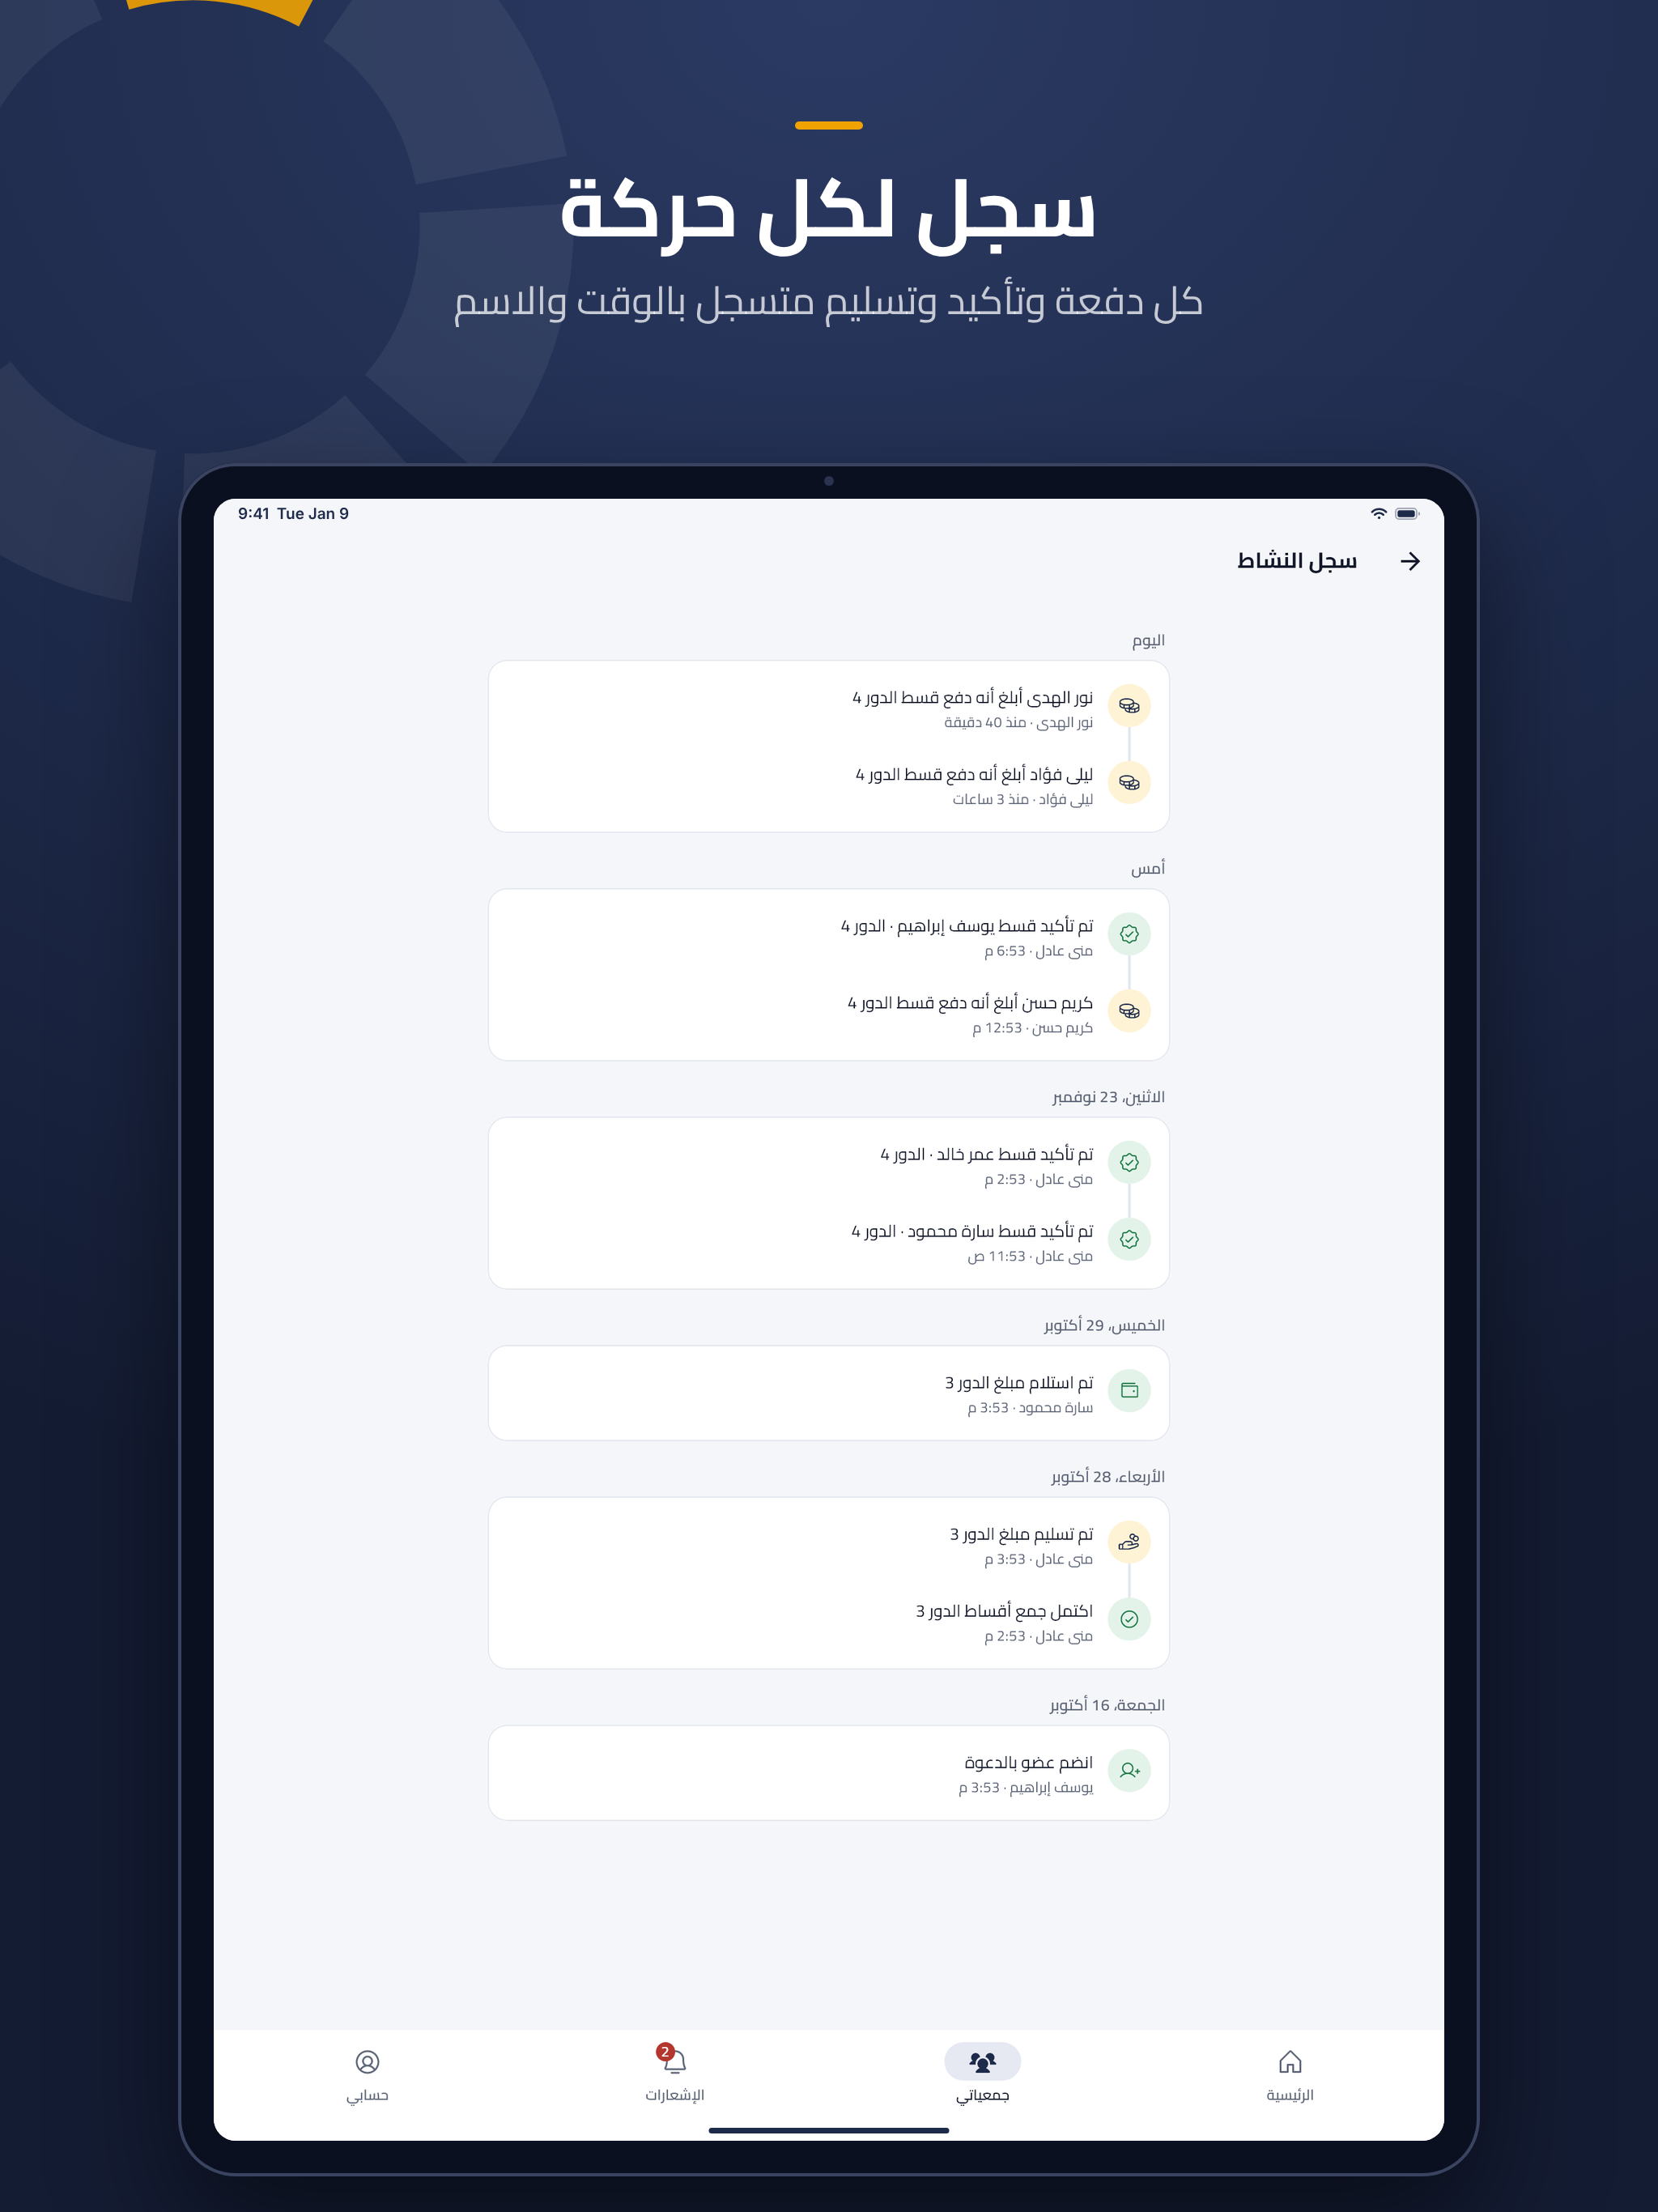 سجل لكل حركة
كل دفعة وتأكيد وتسليم متسجل بالوقت والاسم
9:41 Tue Jan 9
سجل النشاط
اليوم
نور الهدى أبلغ أنه دفع قسط الدور 4
نور الهدى · منذ 40 دقيقة
ليلى فؤاد أبلغ أنه دفع قسط الدور 4
ليلى فؤاد · منذ 3 ساعات
أمس
تم تأكيد قسط يوسف إبراهيم · الدور 4
منى عادل · 6:53 م
كريم حسن أبلغ أنه دفع قسط الدور 4
كريم حسن · 12:53 م
الاثنين، 23 نوفمبر
تم تأكيد قسط عمر خالد · الدور 4
منى عادل · 2:53 م
تم تأكيد قسط سارة محمود · الدور 4
منى عادل · 11:53 ص
الخميس، 29 أكتوبر
تم استلام مبلغ الدور 3
سارة محمود · 3:53 م
الأربعاء، 28 أكتوبر
تم تسليم مبلغ الدور 3
منى عادل · 3:53 م
اكتمل جمع أقساط الدور 3
منى عادل · 2:53 م
الجمعة، 16 أكتوبر
انضم عضو بالدعوة
يوسف إبراهيم · 3:53 م
الرئيسية
جمعياتي
2
الإشعارات
حسابي